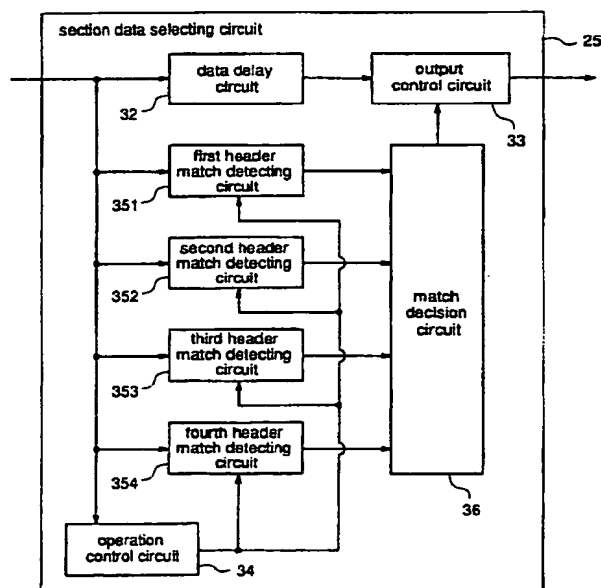 section data selecting circuit
25
data delay
circuit
32
output
control circuit
33
first header
match detecting
circuit
351
second header
match detecting
circuit
352
third header
match detecting
circuit
353
fourth header
match detecting
circuit
354
match
decision
circuit
36
operation
control circuit
34